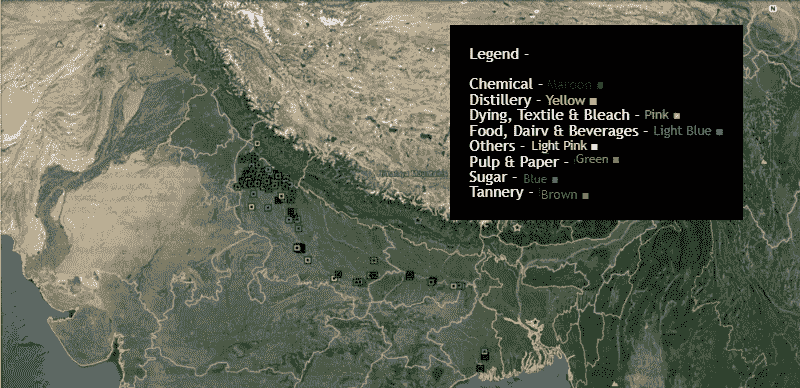 N
Legend -
Chemical - Maroon
Distillery - Yellow
Dying, Textile & Bleach - Pink
Food, Dairy & Beverages - Light Blue
Others - Light Pink
Pulp & Paper - Green
Sugar - Blue
Tannery - Brown